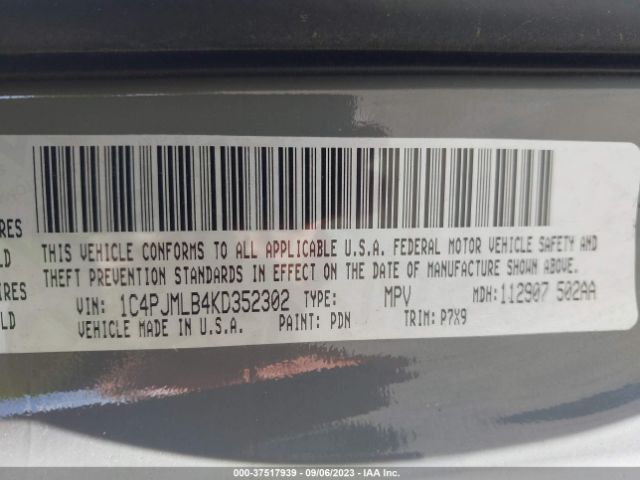 IRES
LD
IRES
LD
THIS VEHICLE CONFORMS TO ALL APPLICABLE U.S.A. FEDERAL MOTOR VEHICLE SAFETY AND
THEFT PREVENTION STANDARDS IN EFFECT ON THE DATE OF MANUFACTURE SHOWN ABOVE.
VIN: 1C4PJMLB4KD352302 TYPE: MPV MDH: 112907 502AA
VEHICLE MADE IN U.S.A. PAINT: PDN TRIM: P7X9
000-37517939 - 09/06/2023 - IAA Inc.